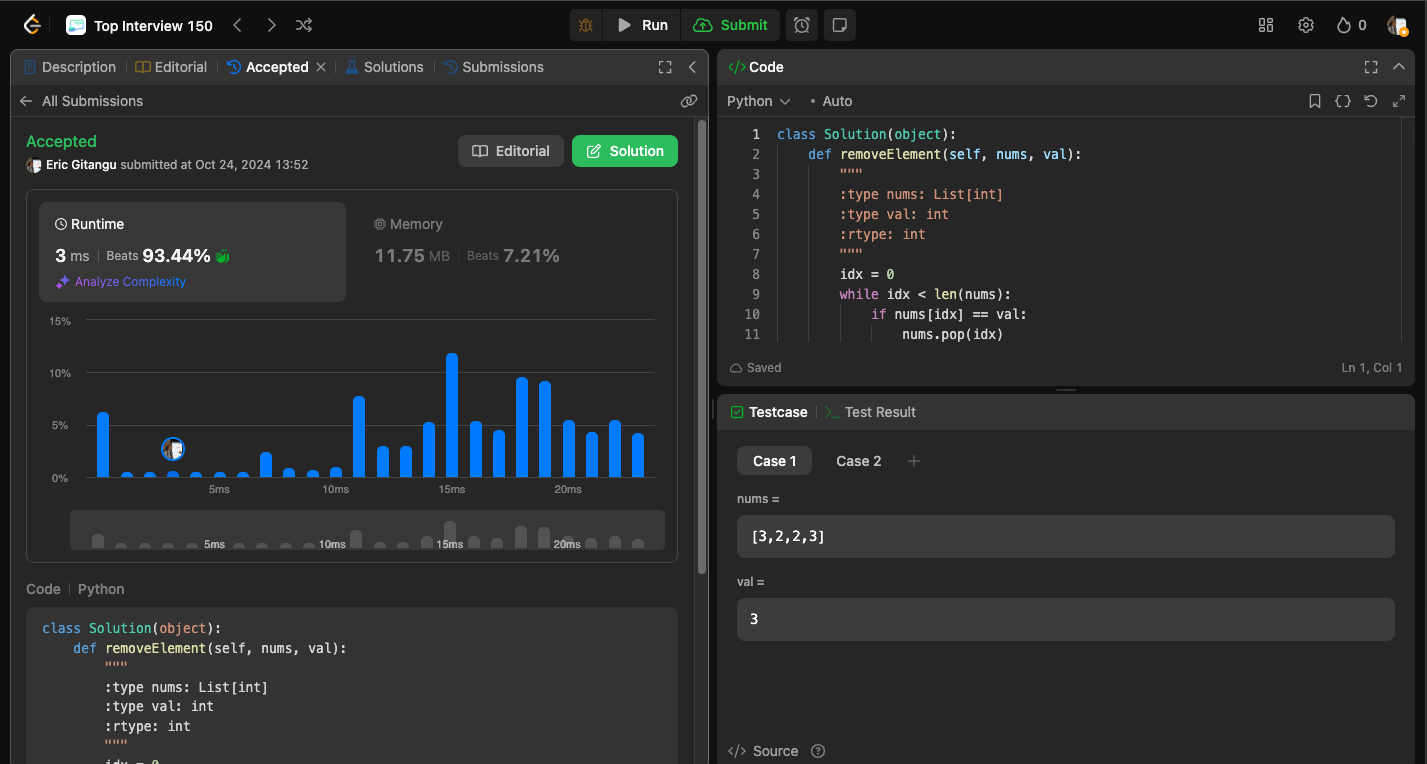 Top Interview 150
Run
Submit
0
Description
Editorial
Accepted
Solutions
Submissions
All Submissions
Accepted
Eric Gitangu submitted at Oct 24, 2024 13:52
Editorial
Solution
Runtime
3 ms Beats 93.44%
Analyze Complexity
Memory
11.75 MB Beats 7.21%
15%
10%
5%
0%
5ms 10ms 15ms 20ms
5ms 10ms 15ms 20ms
Code Python
class Solution(object):
def removeElement(self, nums, val):
"""
:type nums: List[int]
:type val: int
:rtype: int
"""
idx = 0
Code
Python
Auto
1 class Solution(object):
2 def removeElement(self, nums, val):
3 """
4 :type nums: List[int]
5 :type val: int
6 :rtype: int
7 """
8 idx = 0
9 while idx < len(nums):
10 if nums[idx] == val:
11 nums.pop(idx)
Saved
Ln 1, Col 1
Testcase
>_ Test Result
Case 1
Case 2
+
nums =
[3,2,2,3]
val =
3
</> Source